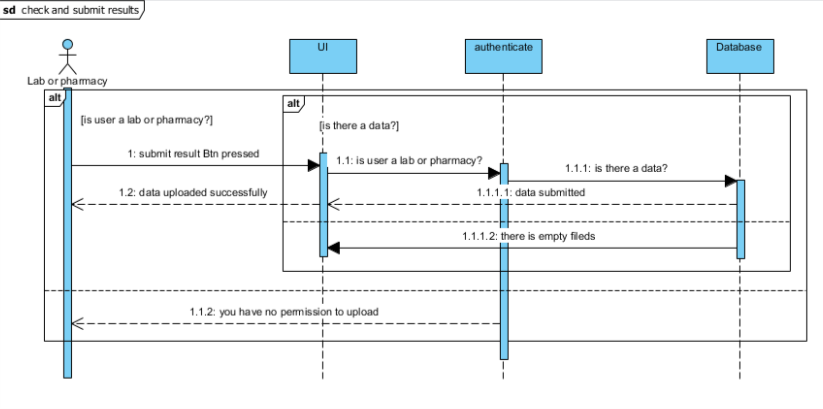 sd check and submit results
UI
authenticate
Database
Lab or pharmacy
alt
alt
[is user a lab or pharmacy?]
[is there a data?]
1: submit result Btn pressed
1.1: is user a lab or pharmacy?
1.1.1: is there a data?
1.2: data uploaded successfully
1.1.1.1: data submitted
1.1.1.2: there is empty fileds
1.1.2: you have no permission to upload